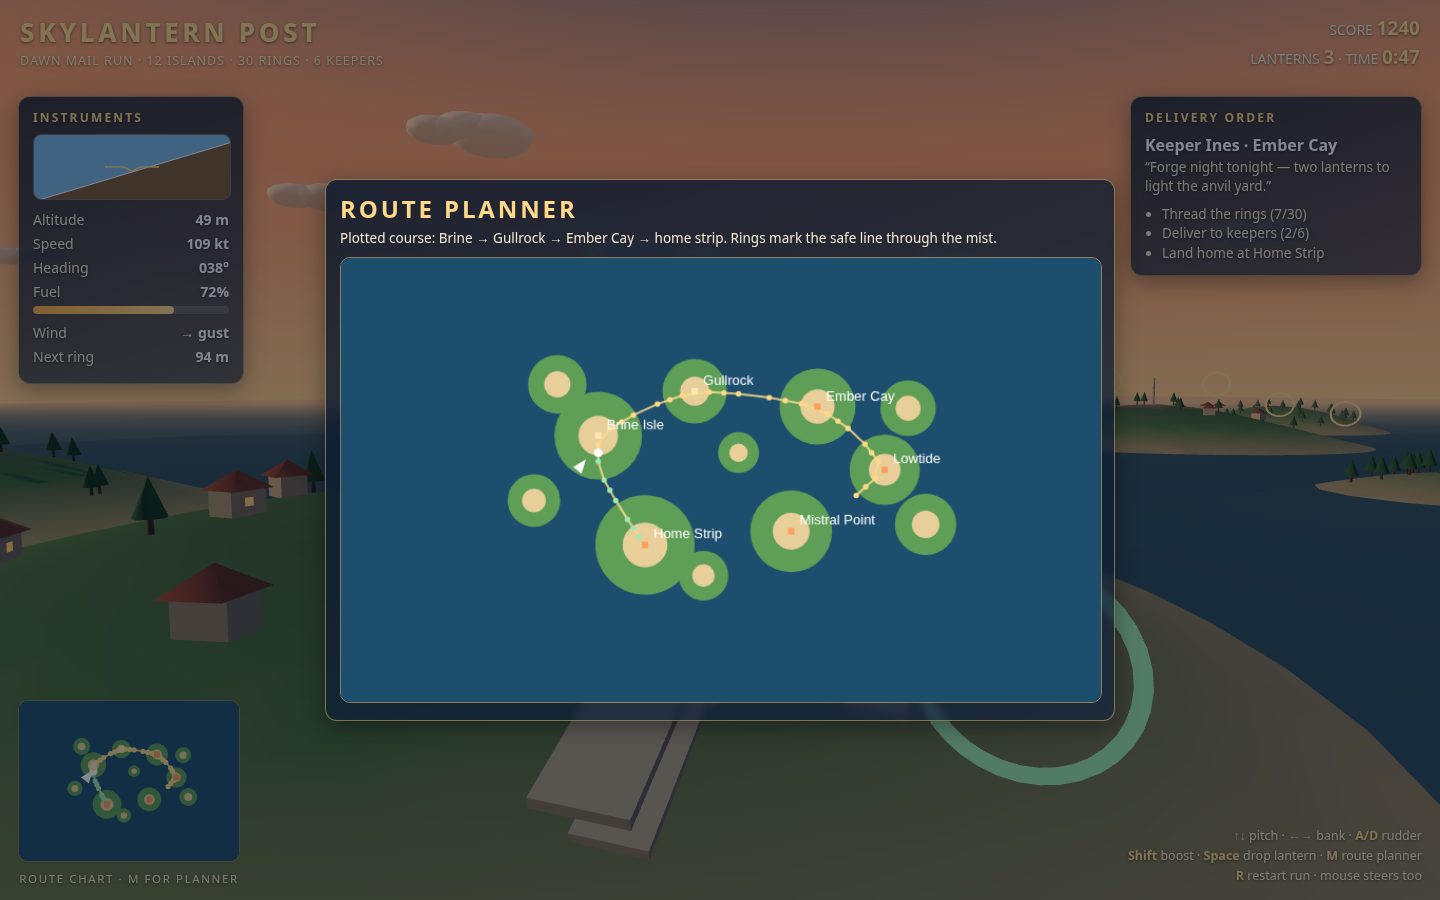 SKYLANTERN POST
DAWN MAIL RUN · 12 ISLANDS · 30 RINGS · 6 KEEPERS
SCORE 1240
LANTERNS 3 · TIME 0:47
INSTRUMENTS
Altitude 49 m
Speed 109 kt
Heading 038°
Fuel 72%
Wind → gust
Next ring 94 m
DELIVERY ORDER
Keeper Ines · Ember Cay
“Forge night tonight — two lanterns to
light the anvil yard.”
• Thread the rings (7/30)
• Deliver to keepers (2/6)
• Land home at Home Strip
ROUTE PLANNER
Plotted course: Brine → Gullrock → Ember Cay → home strip. Rings mark the safe line through the mist.
Gullrock
Ember Cay
Brine Isle
Lowtide
Mistral Point
Home Strip
ROUTE CHART · M FOR PLANNER
↑↓ pitch · ←→ bank · A/D rudder
Shift boost · Space drop lantern · M route planner
R restart run · mouse steers too